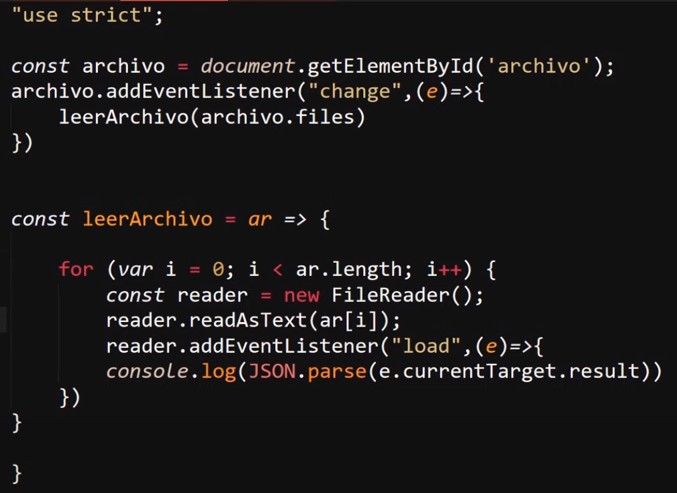 "use strict";
const archivo = document.getElementById('archivo');
archivo.addEventListener("change",(e)=>{
    leerArchivo(archivo.files)
})
const leerArchivo = ar => {
    for (var i = 0; i < ar.length; i++) {
        const reader = new FileReader();
        reader.readAsText(ar[i]);
        reader.addEventListener("load",(e)=>{
        console.log(JSON.parse(e.currentTarget.result))
    })
}
}